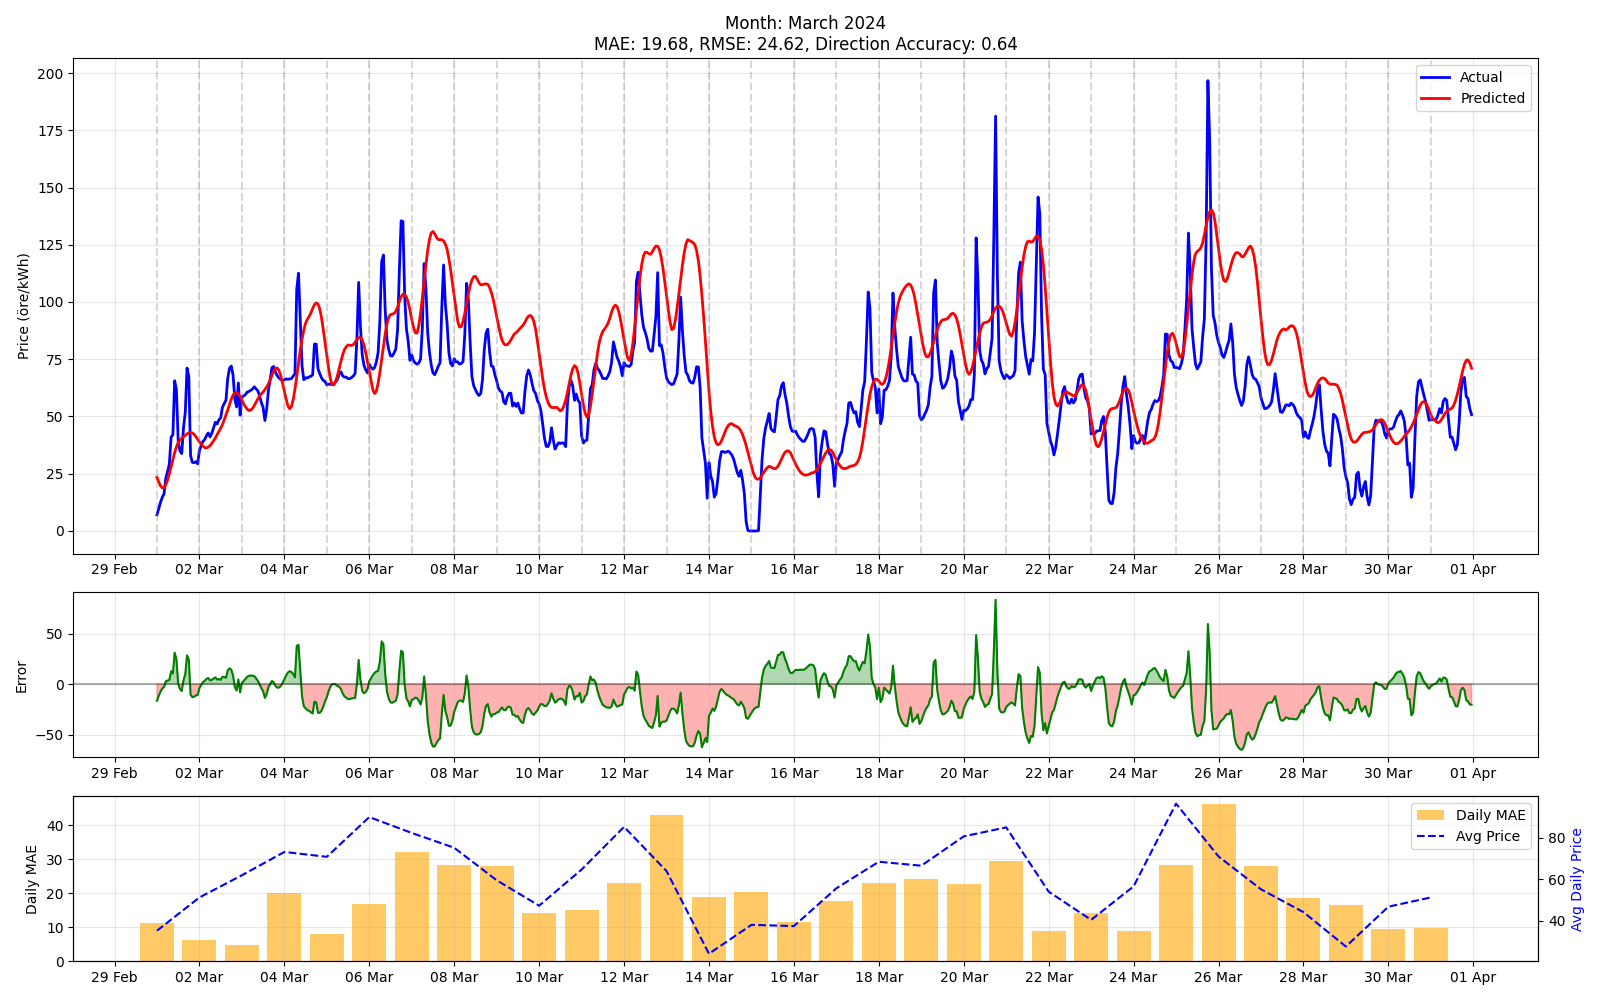 Month: March 2024
MAE: 19.68, RMSE: 24.62, Direction Accuracy: 0.64
Price (öre/kWh)
200
175
150
125
100
75
50
25
0
Actual
Predicted
29 Feb 02 Mar 04 Mar 06 Mar 08 Mar 10 Mar 12 Mar 14 Mar 16 Mar 18 Mar 20 Mar 22 Mar 24 Mar 26 Mar 28 Mar 30 Mar 01 Apr
Error
50
0
−50
29 Feb 02 Mar 04 Mar 06 Mar 08 Mar 10 Mar 12 Mar 14 Mar 16 Mar 18 Mar 20 Mar 22 Mar 24 Mar 26 Mar 28 Mar 30 Mar 01 Apr
Daily MAE
40
30
20
10
0
Daily MAE
Avg Price
80
60
40
Avg Daily Price
29 Feb 02 Mar 04 Mar 06 Mar 08 Mar 10 Mar 12 Mar 14 Mar 16 Mar 18 Mar 20 Mar 22 Mar 24 Mar 26 Mar 28 Mar 30 Mar 01 Apr